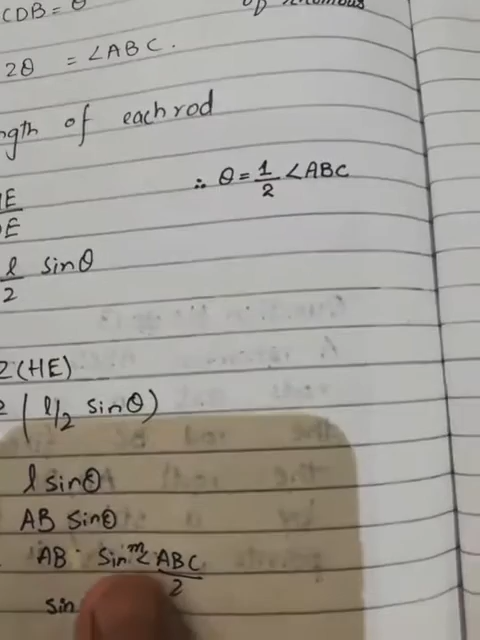 CDB = θ
2θ = ∠ABC.
ngth of each rod
∴ θ = 1/2 ∠ABC
E
E
l/2 sinθ
2(HE)
( l/2 sinθ)
l sinθ
AB sinθ
AB · Sin m∠ABC/2
sin